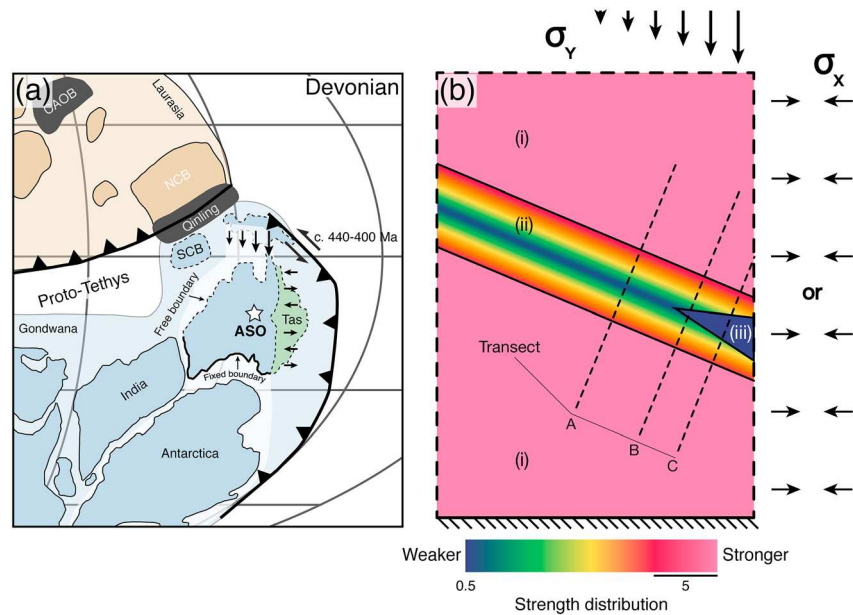 (a)
Devonian
CAOB
Laurasia
NCB
Qinling
c. 440-400 Ma
SCB
Proto-Tethys
Free boundary
Gondwana
ASO
Tas
Fixed boundary
India
Antarctica
σY
σX
(b)
(i)
(ii)
or
(iii)
Transect
A
B
C
(i)
Weaker
Stronger
0.5
5
Strength distribution